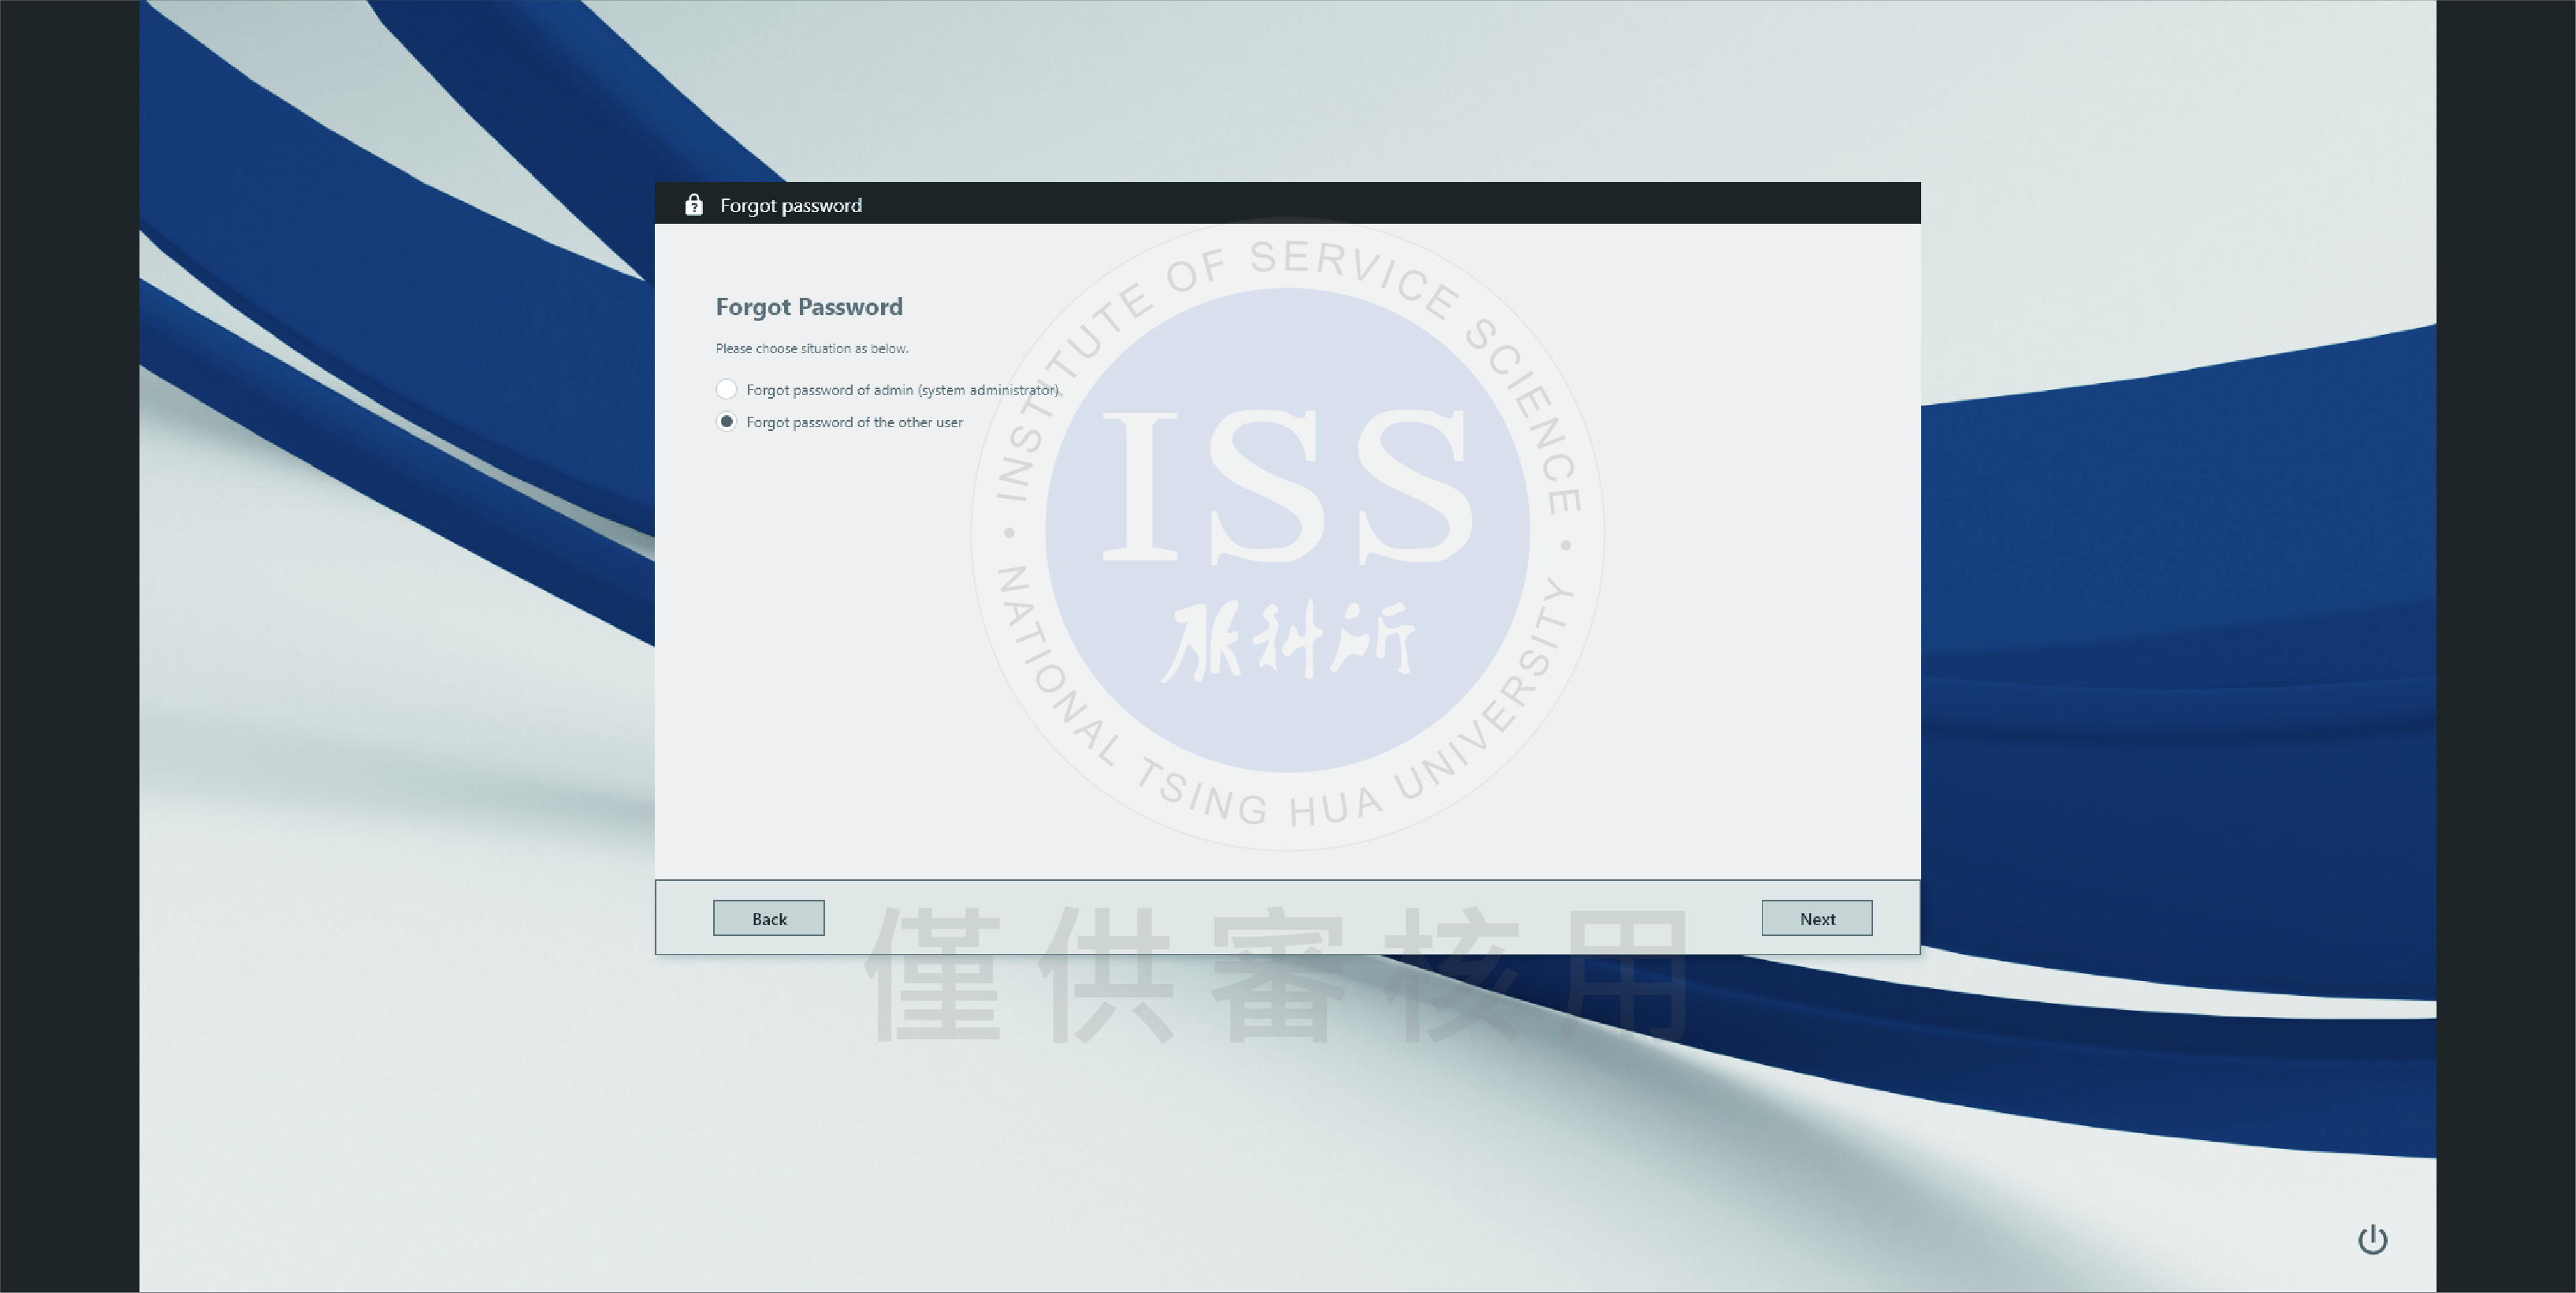 Forgot password
Forgot Password
Please choose situation as below.
Forgot password of admin (system administrator)
Forgot password of the other user
INSTITUTE OF SERVICE SCIENCE
ISS
服科所
NATIONAL TSING HUA UNIVERSITY
Back
Next
僅供審核用